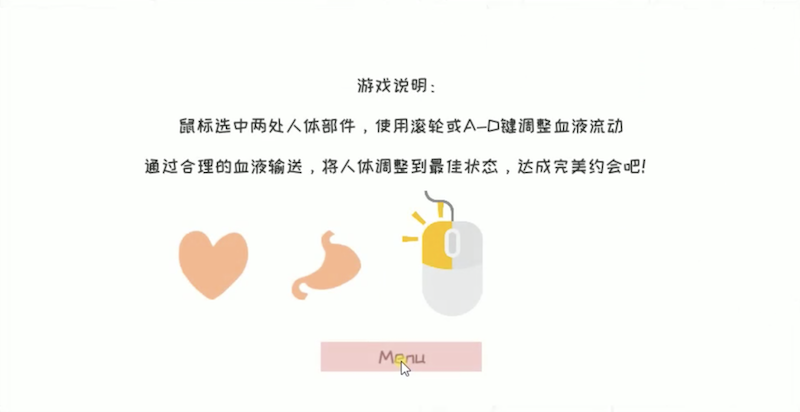 游戏说明：
鼠标选中两处人体部件，使用滚轮或A-D键调整血液流动
通过合理的血液输送，将人体调整到最佳状态，达成完美约会吧！
Menu